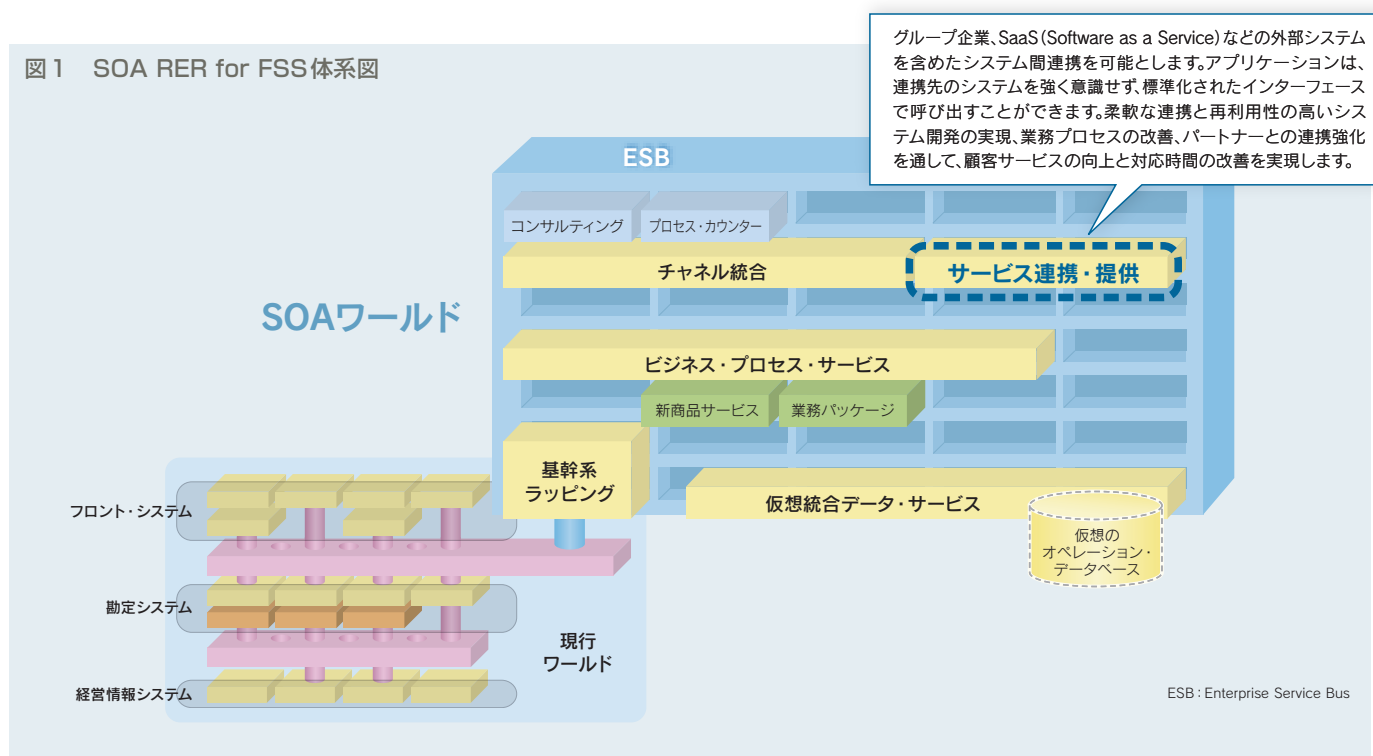 図1 SOA RER for FSS体系図
グループ企業、SaaS(Software as a Service)などの外部システム
を含めたシステム間連携を可能とします。アプリケーションは、
連携先のシステムを強く意識せず、標準化されたインターフェース
で呼び出すことができます。柔軟な連携と再利用性の高いシス
テム開発の実現、業務プロセスの改善、パートナーとの連携強化
を通して、顧客サービスの向上と対応時間の改善を実現します。
ESB
コンサルティング
プロセス・カウンター
チャネル統合
サービス連携・提供
SOAワールド
ビジネス・プロセス・サービス
新商品サービス
業務パッケージ
基幹系
ラッピング
仮想統合データ・サービス
仮想の
オペレーション・
データベース
フロント・システム
勘定システム
現行
ワールド
経営情報システム
ESB:Enterprise Service Bus